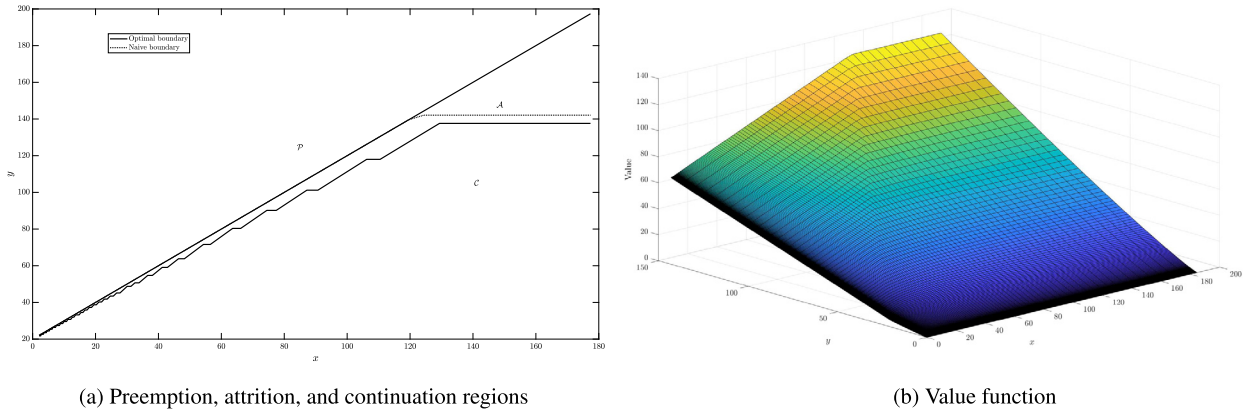 200
180
160
140
120
100
80
60
40
20
y
0 20 40 60 80 100 120 140 160 180
x
Optimal boundary
Naive boundary
𝒫
𝒜
𝒞
140
120
100
80
60
40
20
0
Value
150
100
50
0
y
0
20
40
60
80
100
120
140
160
180
200
x
(a) Preemption, attrition, and continuation regions
(b) Value function